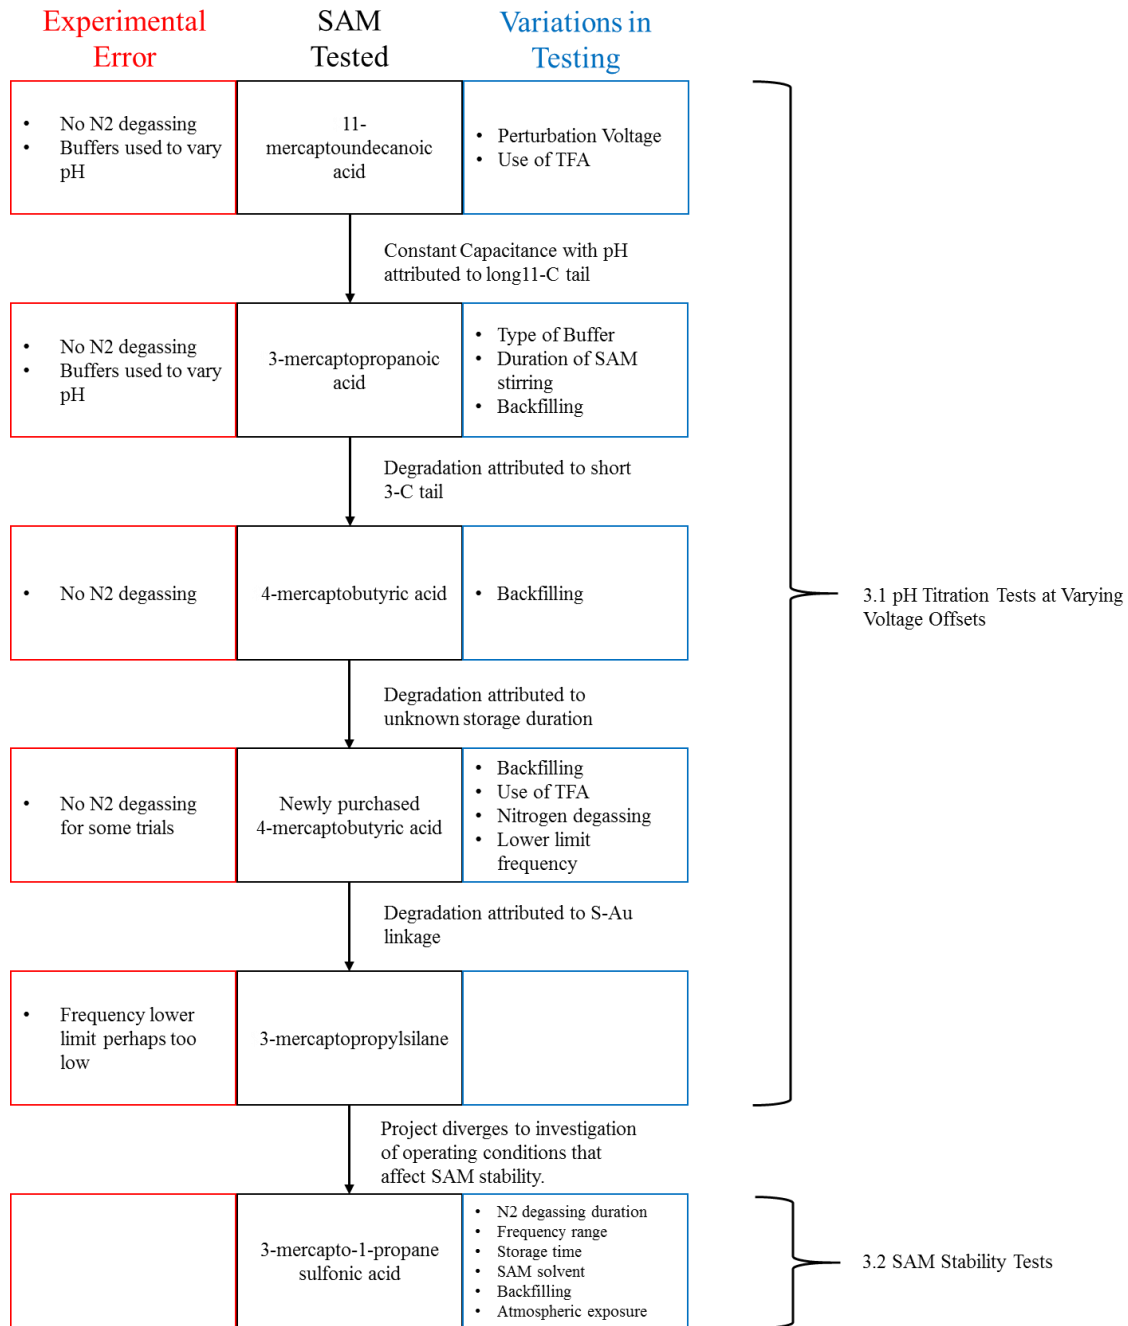 Experimental
Error
SAM
Tested
Variations in
Testing
• No N2 degassing
• Buffers used to vary
pH
11-
mercaptoundecanoic
acid
• Perturbation Voltage
• Use of TFA
Constant Capacitance with pH
attributed to long11-C tail
• No N2 degassing
• Buffers used to vary
pH
3-mercaptopropanoic
acid
• Type of Buffer
• Duration of SAM
stirring
• Backfilling
Degradation attributed to short
3-C tail
• No N2 degassing
4-mercaptobutyric acid
• Backfilling
3.1 pH Titration Tests at Varying
Voltage Offsets
Degradation attributed to
unknown storage duration
• No N2 degassing
for some trials
Newly purchased
4-mercaptobutyric acid
• Backfilling
• Use of TFA
• Nitrogen degassing
• Lower limit
frequency
Degradation attributed to S-Au
linkage
• Frequency lower
limit perhaps too
low
3-mercaptopropylsilane
Project diverges to investigation
of operating conditions that
affect SAM stability.
3-mercapto-1-propane
sulfonic acid
• N2 degassing duration
• Frequency range
• Storage time
• SAM solvent
• Backfilling
• Atmospheric exposure
3.2 SAM Stability Tests